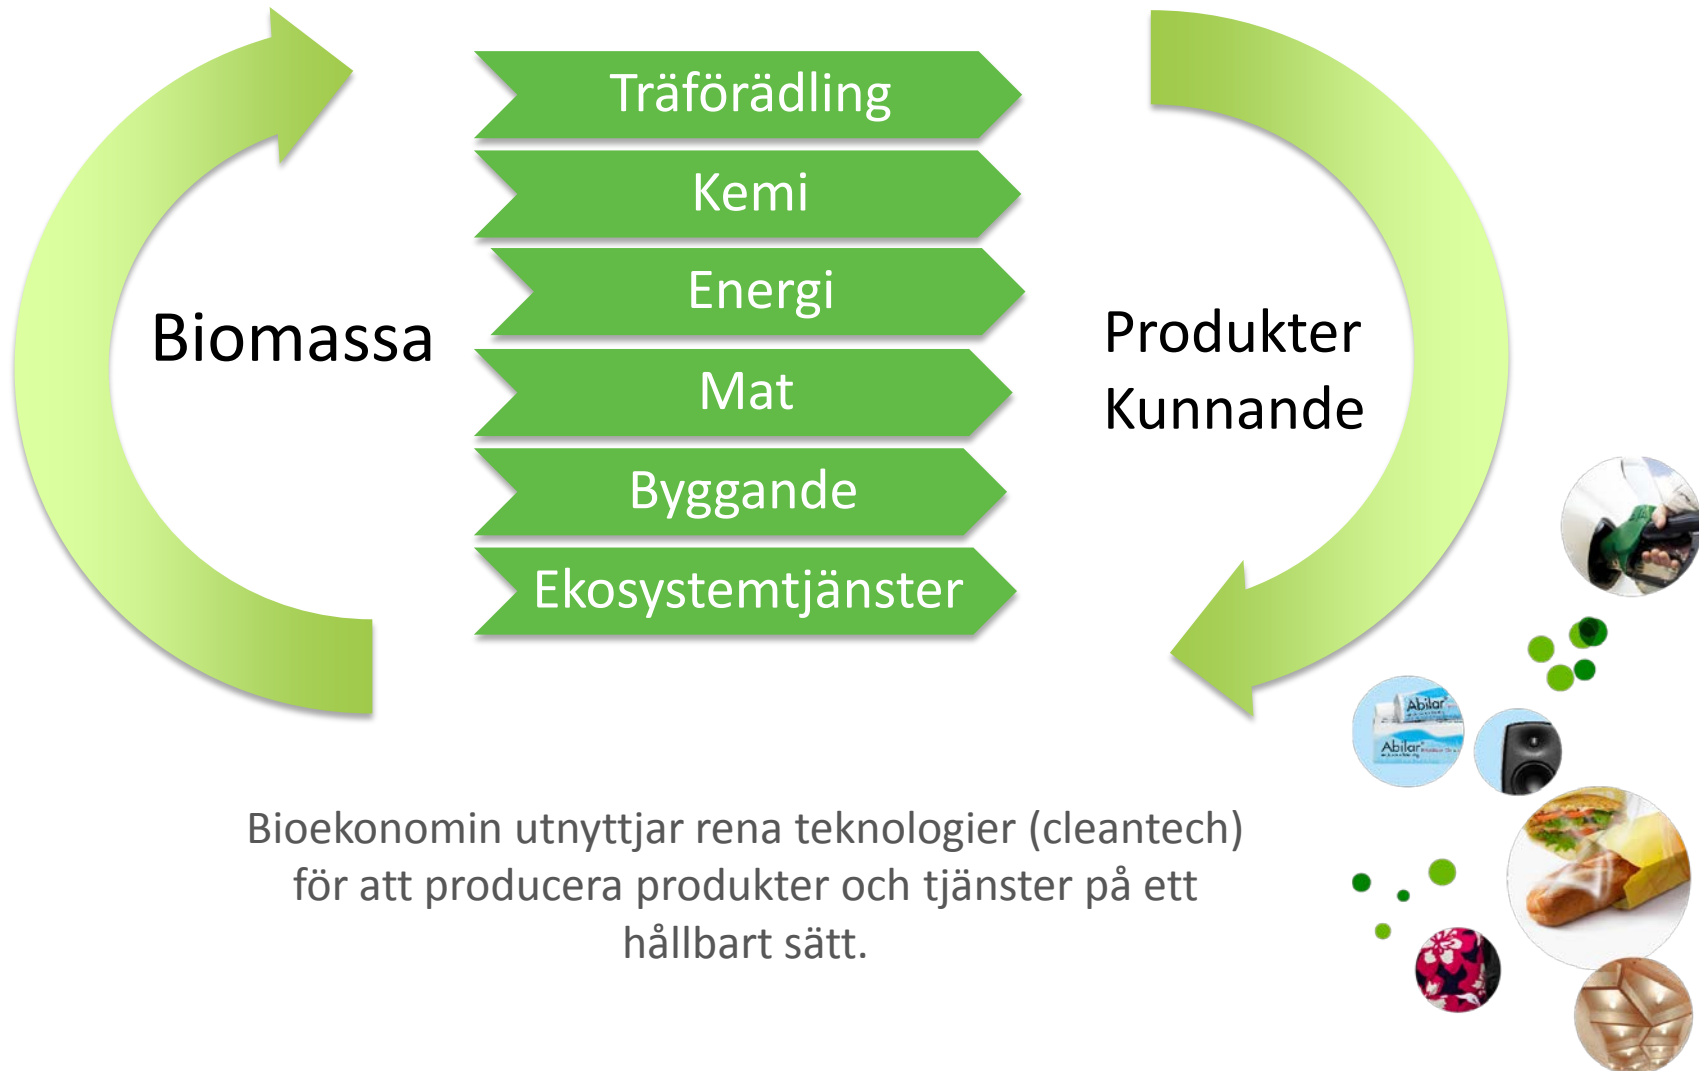 Träförädling
Kemi
Energi
Mat
Byggande
Ekosystemtjänster
Biomassa
Produkter
Kunnande
Abilar
Abilar
Bioekonomin utnyttjar rena teknologier (cleantech)
för att producera produkter och tjänster på ett
hållbart sätt.